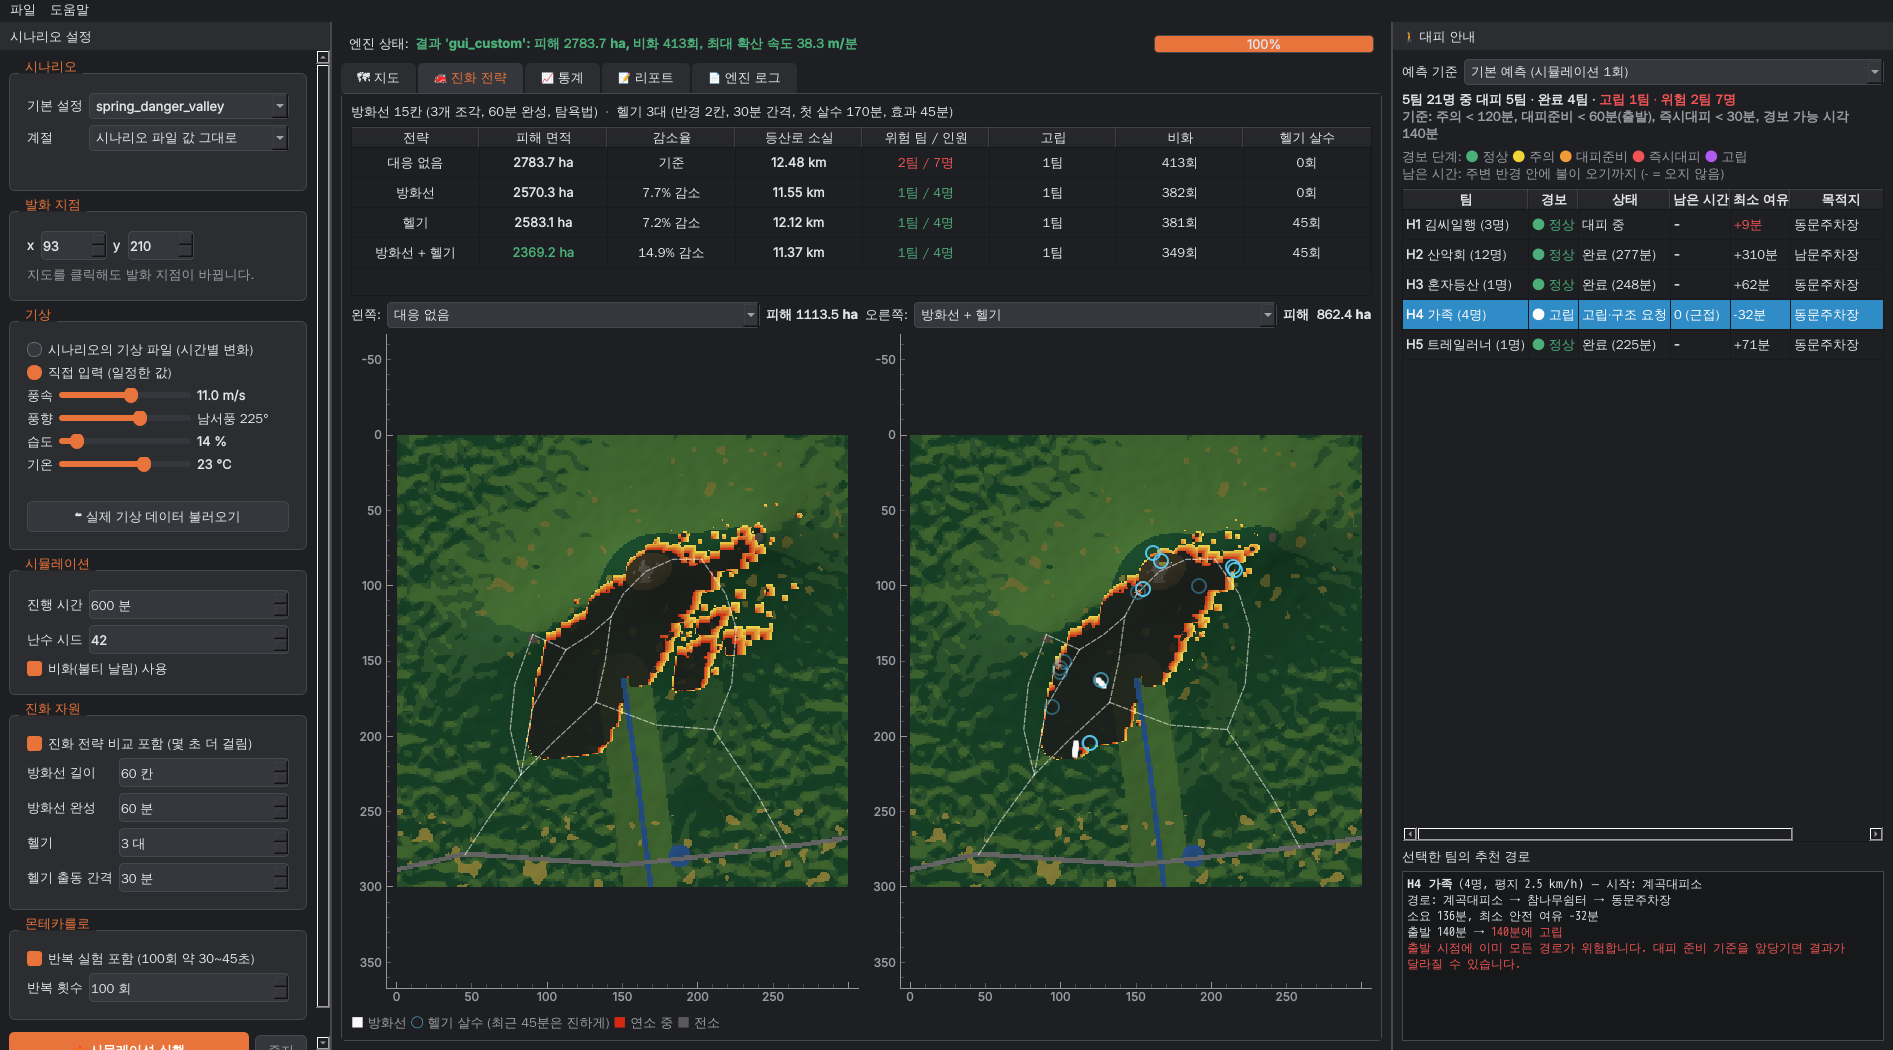 파일 도움말
시나리오 설정
시나리오
기본 설정 spring_danger_valley
계절 시나리오 파일 값 그대로
발화 지점
x 93 y 210
지도를 클릭해도 발화 지점이 바뀝니다.
기상
시나리오의 기상 파일 (시간별 변화)
직접 입력 (일정한 값)
풍속 11.0 m/s
풍향 남서풍 225°
습도 14 %
기온 23 °C
실제 기상 데이터 불러오기
시뮬레이션
진행 시간 600 분
난수 시드 42
비화(불티 날림) 사용
진화 자원
진화 전략 비교 포함 (몇 초 더 걸림)
방화선 길이 60 칸
방화선 완성 60 분
헬기 3 대
헬기 출동 간격 30 분
몬테카를로
반복 실험 포함 (100회 약 30~45초)
반복 횟수 100 회
시뮬레이션 실행 중지
엔진 상태: 결과 'gui_custom': 피해 2783.7 ha, 비화 413회, 최대 확산 속도 38.3 m/분
100%
지도 진화 전략 통계 리포트 엔진 로그
방화선 15칸 (3개 조각, 60분 완성, 탐욕법) · 헬기 3대 (반경 2칸, 30분 간격, 첫 살수 170분, 효과 45분)
전략 피해 면적 감소율 등산로 소실 위험 팀 / 인원 고립 비화 헬기 살수
대응 없음 2783.7 ha 기준 12.48 km 2팀 / 7명 1팀 413회 0회
방화선 2570.3 ha 7.7% 감소 11.55 km 1팀 / 4명 1팀 382회 0회
헬기 2583.1 ha 7.2% 감소 12.12 km 1팀 / 4명 1팀 381회 45회
방화선 + 헬기 2369.2 ha 14.9% 감소 11.37 km 1팀 / 4명 1팀 349회 45회
왼쪽: 대응 없음 피해 1113.5 ha 오른쪽: 방화선 + 헬기 피해 862.4 ha
-50 -50
0 0
50 50
100 100
150 150
200 200
250 250
300 300
350 350
0 50 100 150 200 250 0 50 100 150 200 250
방화선 헬기 살수 (최근 45분은 진하게) 연소 중 전소
대피 안내
예측 기준 기본 예측 (시뮬레이션 1회)
5팀 21명 중 대피 5팀 · 완료 4팀 · 고립 1팀 · 위험 2팀 7명
기준: 주의 < 120분, 대피준비 < 60분(출발), 즉시대피 < 30분, 경보 가능 시각
140분
경보 단계: 정상 주의 대피준비 즉시대피 고립
남은 시간: 주변 반경 안에 불이 오기까지 (- = 오지 않음)
팀 경보 상태 남은 시간 최소 여유 목적지
H1 김씨일행 (3명) 정상 대피 중 - +9분 동문주차장
H2 산악회 (12명) 정상 완료 (277분) - +310분 남문주차장
H3 혼자등산 (1명) 정상 완료 (248분) - +62분 동문주차장
H4 가족 (4명) 고립 고립·구조 요청 0 (근접) -32분 동문주차장
H5 트레일러너 (1명) 정상 완료 (225분) - +71분 동문주차장
선택한 팀의 추천 경로
H4 가족 (4명, 평지 2.5 km/h) — 시작: 계곡대피소
경로: 계곡대피소 → 참나무쉼터 → 동문주차장
소요 136분, 최소 안전 여유 -32분
출발 140분 → 140분에 고립
출발 시점에 이미 모든 경로가 위험합니다. 대피 준비 기준을 앞당기면 결과가
달라질 수 있습니다.